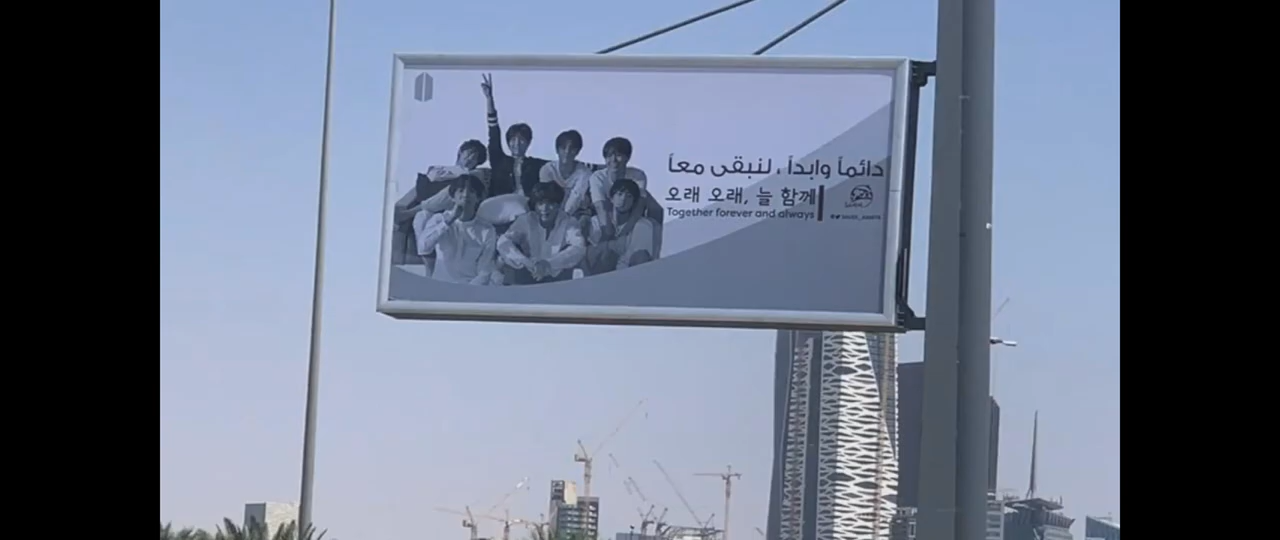 دائماً وابداً ، لنبقى معاً
오래 오래, 늘 함께
Together forever and always